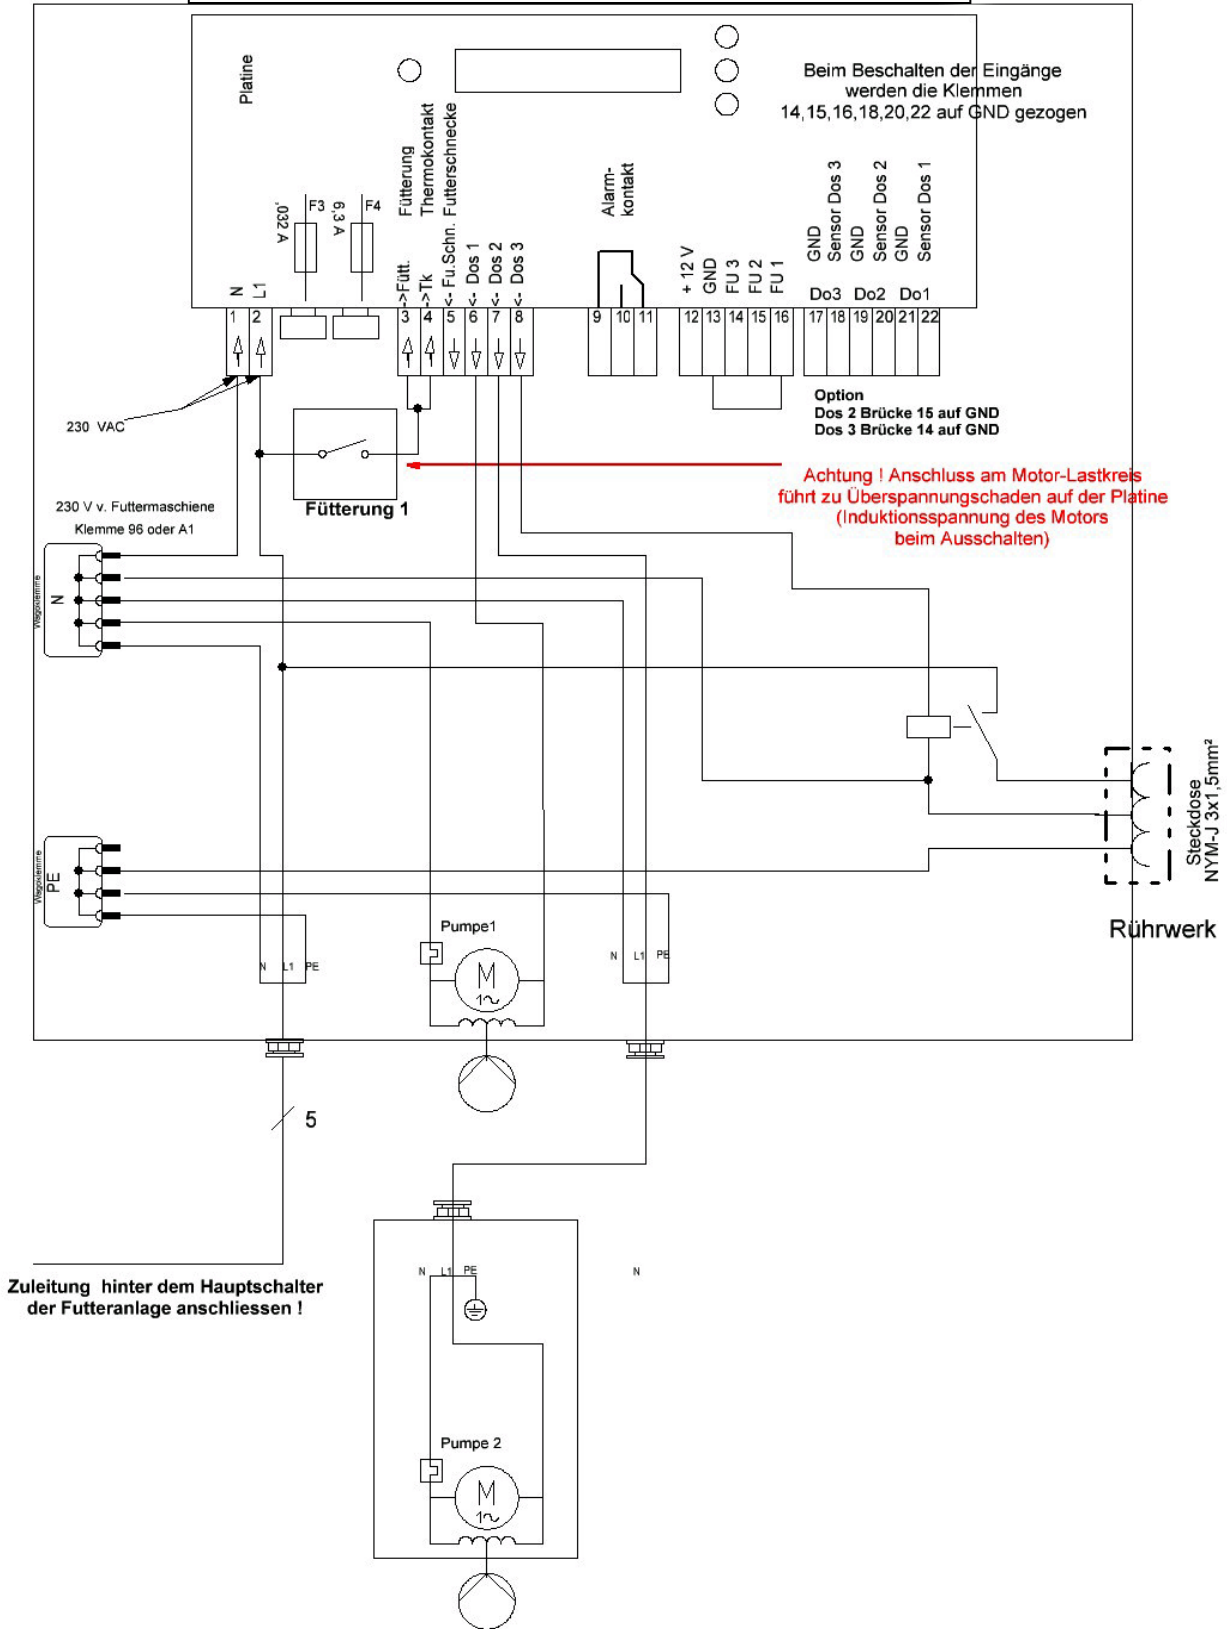 Platine
Beim Beschalten der Eingänge
werden die Klemmen
14,15,16,18,20,22 auf GND gezogen
,032 A
F3
6,3 A
F4
Fütterung
Thermokontakt
Futterschnecke
Alarm-
kontakt
N
L1
->Fütt.
->Tk
<- Fu.Schn.
<- Dos 1
<- Dos 2
<- Dos 3
+ 12 V
GND
FU 3
FU 2
FU 1
GND
Sensor Dos 3
GND
Sensor Dos 2
GND
Sensor Dos 1
Do3 Do2 Do1
1 2 3 4 5 6 7 8 9 10 11 12 13 14 15 16 17 18 19 20 21 22
230 VAC
Option
Dos 2 Brücke 15 auf GND
Dos 3 Brücke 14 auf GND
Fütterung 1
Achtung ! Anschluss am Motor-Lastkreis
führt zu Überspannungschaden auf der Platine
(Induktionsspannung des Motors
beim Ausschalten)
230 V v. Futtermaschiene
Klemme 96 oder A1
Wagoklemme
N
Wagoklemme
PE
Steckdose
NYM-J 3x1,5mm²
Rührwerk
Pumpe1
M
1~
N L1 PE
N L1 PE
5
Zuleitung hinter dem Hauptschalter
der Futteranlage anschliessen !
N L1 PE
N
Pumpe 2
M
1~